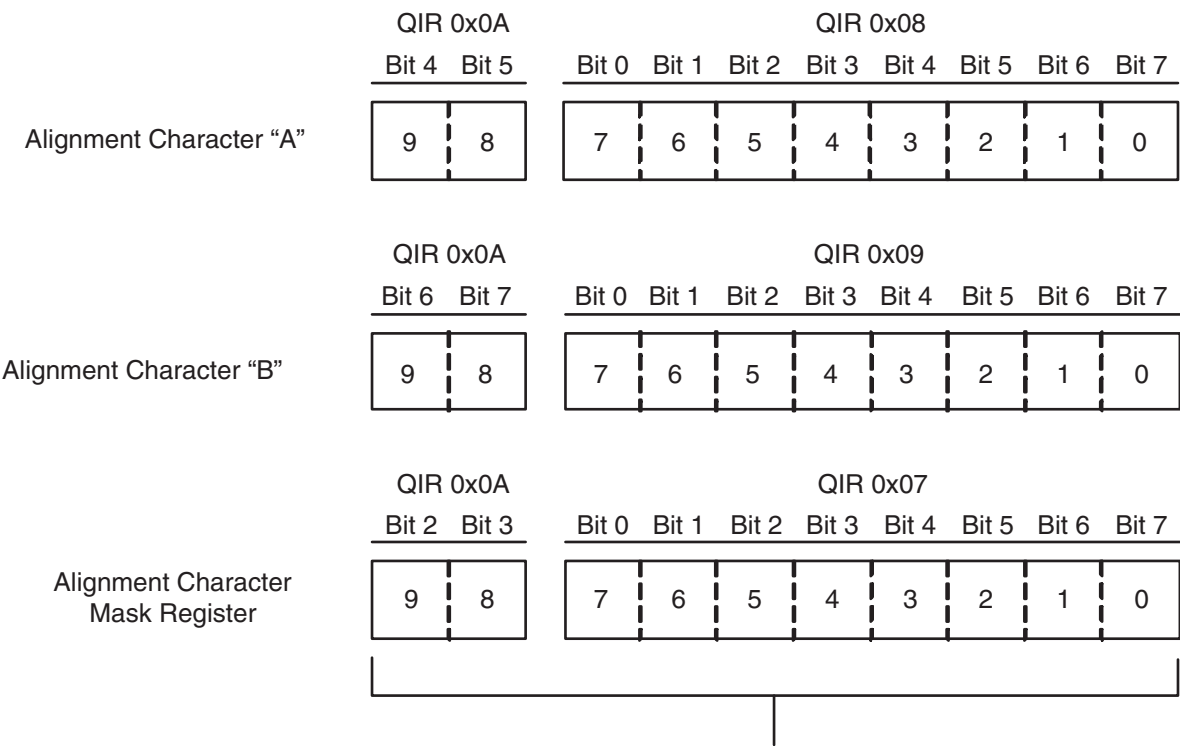 QIR 0x0A QIR 0x08
Bit 4 Bit 5 Bit 0 Bit 1 Bit 2 Bit 3 Bit 4 Bit 5 Bit 6 Bit 7
Alignment Character “A” 9 8 7 6 5 4 3 2 1 0
QIR 0x0A QIR 0x09
Bit 6 Bit 7 Bit 0 Bit 1 Bit 2 Bit 3 Bit 4 Bit 5 Bit 6 Bit 7
Alignment Character “B” 9 8 7 6 5 4 3 2 1 0
QIR 0x0A QIR 0x07
Bit 2 Bit 3 Bit 0 Bit 1 Bit 2 Bit 3 Bit 4 Bit 5 Bit 6 Bit 7
Alignment Character
Mask Register 9 8 7 6 5 4 3 2 1 0